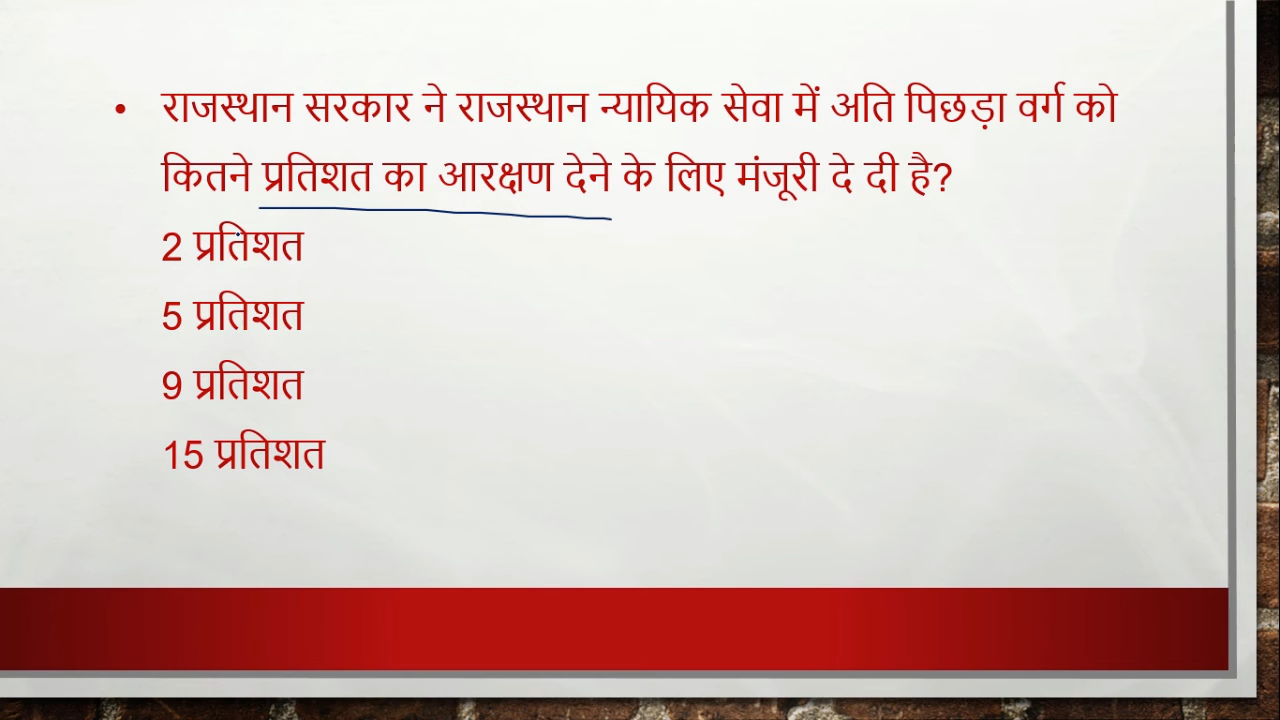 • राजस्थान सरकार ने राजस्थान न्यायिक सेवा में अति पिछड़ा वर्ग को
कितने प्रतिशत का आरक्षण देने के लिए मंजूरी दे दी है?
2 प्रतिशत
5 प्रतिशत
9 प्रतिशत
15 प्रतिशत